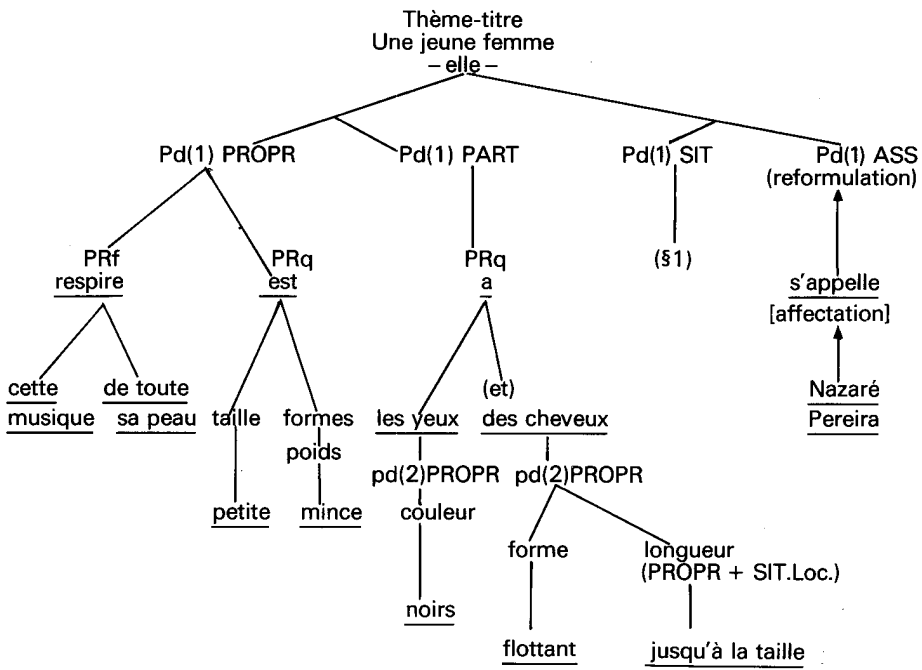 Thème-titre
Une jeune femme
– elle –
Pd(1) PROPR Pd(1) PART Pd(1) SIT Pd(1) ASS
(reformulation)
PRf PRq PRq (§1)
respire est a s'appelle
[affectation]
cette de toute (et) Nazaré
musique sa peau taille formes les yeux des cheveux Pereira
poids
pd(2)PROPR pd(2)PROPR
petite mince couleur
forme longueur
(PROPR + SIT.Loc.)
noirs
flottant jusqu'à la taille